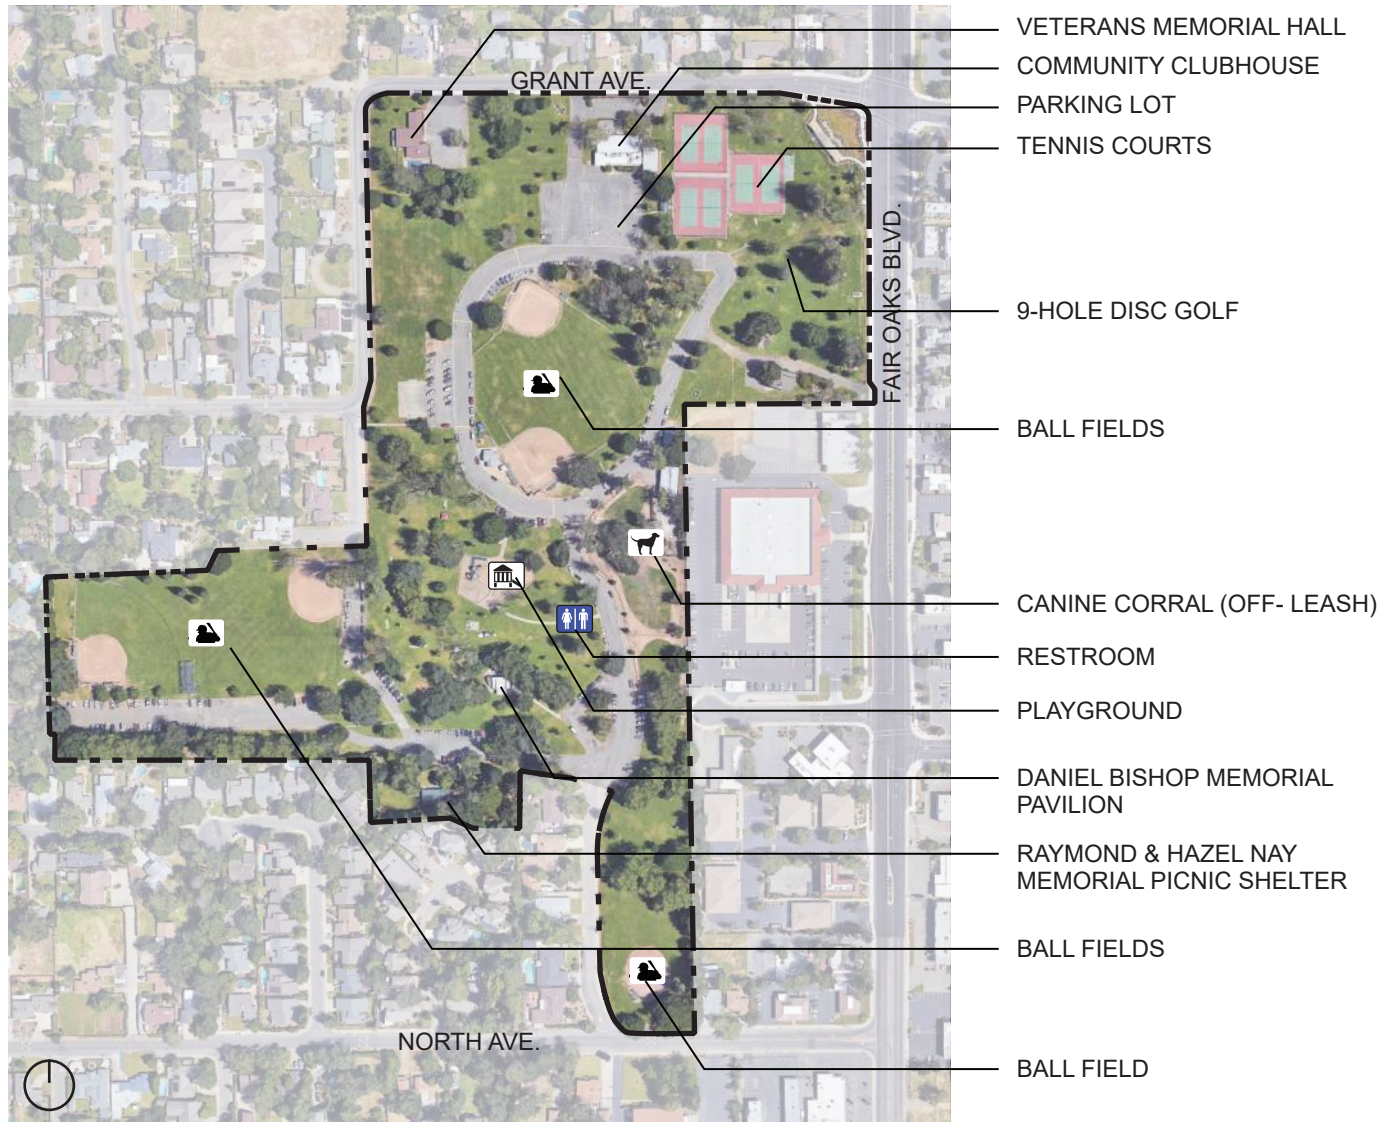 VETERANS MEMORIAL HALL
COMMUNITY CLUBHOUSE
GRANT AVE.
PARKING LOT
TENNIS COURTS
FAIR OAKS BLVD.
9-HOLE DISC GOLF
BALL FIELDS
CANINE CORRAL (OFF- LEASH)
RESTROOM
PLAYGROUND
DANIEL BISHOP MEMORIAL
PAVILION
RAYMOND & HAZEL NAY
MEMORIAL PICNIC SHELTER
BALL FIELDS
NORTH AVE.
BALL FIELD